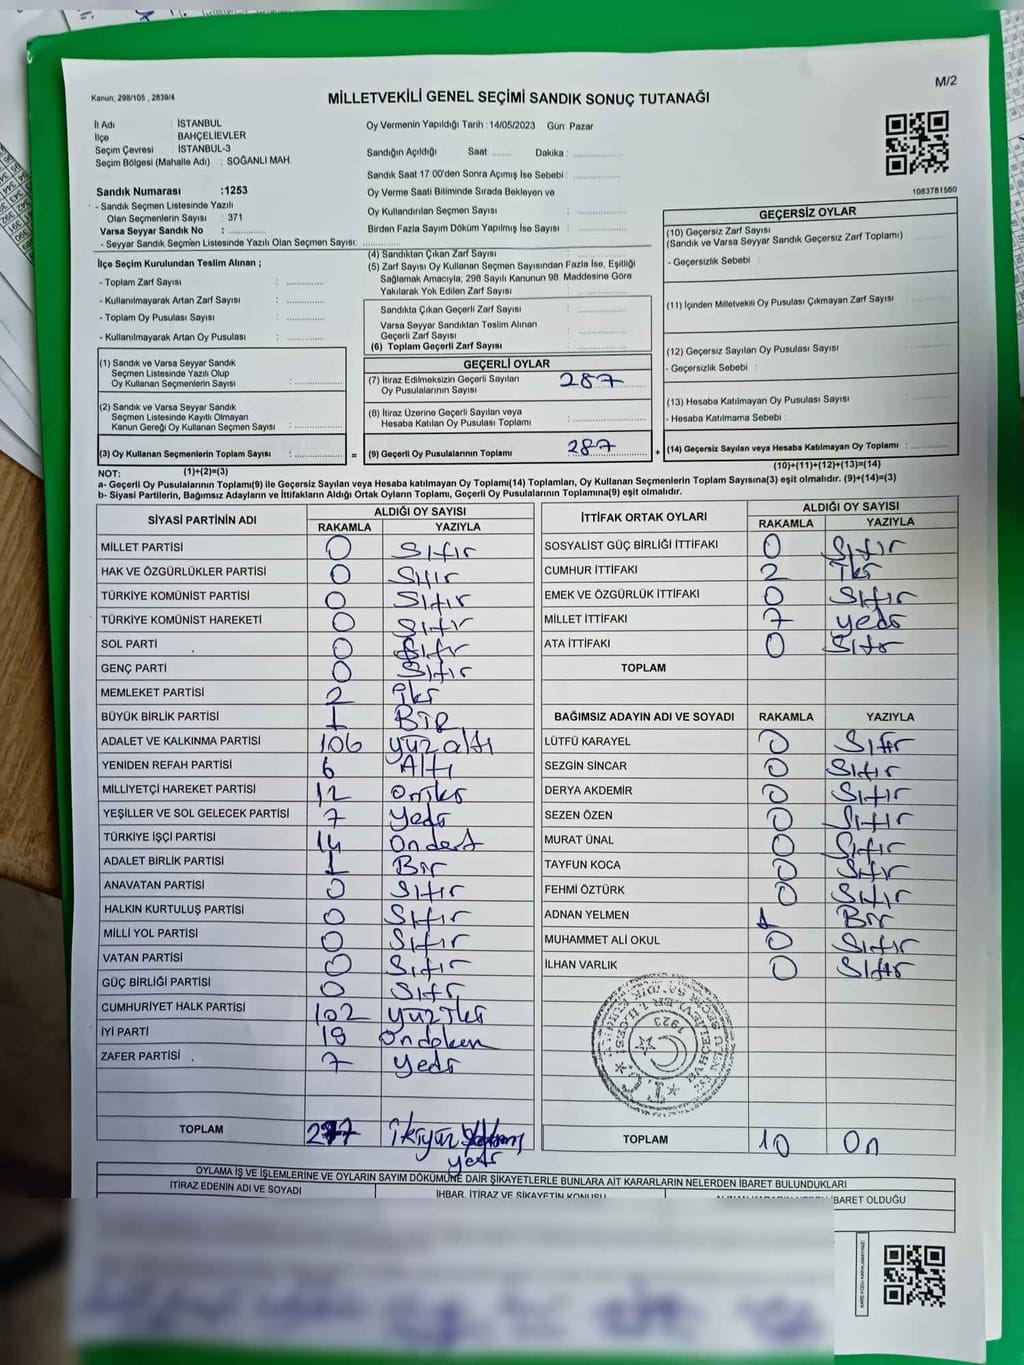 M/2
Kanun; 298/105 , 2839/4
MİLLETVEKİLİ GENEL SEÇİMİ SANDIK SONUÇ TUTANAĞI
İl Adı : İSTANBUL
İlçe : BAHÇELİEVLER
Seçim Çevresi : İSTANBUL-3
Seçim Bölgesi (Mahalle Adı) : SOĞANLI MAH.
Sandık Numarası :1253
- Sandık Seçmen Listesinde Yazılı
Olan Seçmenlerin Sayısı : 371
Varsa Seyyar Sandık No : ..............
- Seyyar Sandık Seçmen Listesinde Yazılı Olan Seçmen Sayısı: ..............
Oy Vermenin Yapıldığı Tarih :14/05/2023 Gün Pazar
Sandığın Açıldığı Saat: ........ Dakika : ..............
Sandık Saat 17:00'den Sonra Açımış İse Sebebi : ..............
Oy Verme Saati Bitiminde Sırada Bekleyen ve
Oy Kullandırılan Seçmen Sayısı : ..............
Birden Fazla Sayım Döküm Yapılmış İse Sayısı : ..............
1083781560
İlçe Seçim Kurulundan Teslim Alınan ;
- Toplam Zarf Sayısı : ..............
- Kullanılmayarak Artan Zarf Sayısı : ..............
- Toplam Oy Pusulası Sayısı : ..............
- Kullanılmayarak Artan Oy Pusulası : ..............
(4) Sandıktan Çıkan Zarf Sayısı : ..............
(5) Zarf Sayısı Oy Kullanan Seçmen Sayısından Fazla İse, Eşitliği
Sağlamak Amacıyla; 298 Sayılı Kanunun 98. Maddesine Göre
Yakılarak Yok Edilen Zarf Sayısı : ..............
Sandıkta Çıkan Geçerli Zarf Sayısı : ..............
Varsa Seyyar Sandıktan Teslim Alınan
Geçerli Zarf Sayısı : ..............
(6) Toplam Geçerli Zarf Sayısı : ..............
GEÇERSİZ OYLAR
(10) Geçersiz Zarf Sayısı
(Sandık ve Varsa Seyyar Sandık Geçersiz Zarf Toplamı) : ..............
- Geçersizlik Sebebi :
(11) İçinden Milletvekili Oy Pusulası Çıkmayan Zarf Sayısı : ..............
(12) Geçersiz Sayılan Oy Pusulası Sayısı : ..............
- Geçersizlik Sebebi :
(13) Hesaba Katılmayan Oy Pusulası Sayısı : ..............
- Hesaba Katılmama Sebebi :
(14) Geçersiz Sayılan veya Hesaba Katılmayan Oy Toplamı : ..............
(1) Sandık ve Varsa Seyyar Sandık
Seçmen Listesinde Yazılı Olup
Oy Kullanan Seçmenlerin Sayısı : ..............
(2) Sandık ve Varsa Seyyar Sandık
Seçmen Listesinde Kayıtlı Olmayan
Kanun Gereği Oy Kullanan Seçmen Sayısı : ..............
(3) Oy Kullanan Seçmenlerin Toplam Sayısı : .............. =
GEÇERLİ OYLAR
(7) İtiraz Edilmeksizin Geçerli Sayılan
Oy Pusulalarının Sayısı 287
(8) İtiraz Üzerine Geçerli Sayılan veya
Hesaba Katılan Oy Pusulası Toplamı : ..............
(9) Geçerli Oy Pusulalarının Toplamı 287 +
NOT: (1)+(2)=(3)
(10)+(11)+(12)+(13)=(14)
a- Geçerli Oy Pusulalarının Toplamı(9) ile Geçersiz Sayılan veya Hesaba katılmayan Oy Toplamı(14) Toplamları, Oy Kullanan Seçmenlerin Toplam Sayısına(3) eşit olmalıdır. (9)+(14)=(3)
b- Siyasi Partilerin, Bağımsız Adayların ve İttifakların Aldığı Ortak Oyların Toplamı, Geçerli Oy Pusulalarının Toplamına(9) eşit olmalıdır.
SİYASİ PARTİNİN ADI
ALDIĞI OY SAYISI
RAKAMLA YAZIYLA
MİLLET PARTİSİ 0 Sıfır
HAK VE ÖZGÜRLÜKLER PARTİSİ 0 Sıfır
TÜRKİYE KOMÜNİST PARTİSİ 0 Sıfır
TÜRKİYE KOMÜNİST HAREKETİ 0 Sıfır
SOL PARTİ 0 Sıfır
GENÇ PARTİ 0 Sıfır
MEMLEKET PARTİSİ 2 iki
BÜYÜK BİRLİK PARTİSİ 1 BİR
ADALET VE KALKINMA PARTİSİ 106 yüz altı
YENİDEN REFAH PARTİSİ 6 Altı
MİLLİYETÇİ HAREKET PARTİSİ 12 Oniki
YEŞİLLER VE SOL GELECEK PARTİSİ 7 yedi
TÜRKİYE İŞÇİ PARTİSİ 14 Ondert
ADALET BİRLİK PARTİSİ 1 Bir
ANAVATAN PARTİSİ 0 Sıfır
HALKIN KURTULUŞ PARTİSİ 0 Sıfır
MİLLİ YOL PARTİSİ 0 Sıfır
VATAN PARTİSİ 0 Sıfır
GÜÇ BİRLİĞİ PARTİSİ 0 Sıfır
CUMHURİYET HALK PARTİSİ 102 yüziki
İYİ PARTİ 19 Ondokuz
ZAFER PARTİSİ 7 yedi
TOPLAM 277 ikiyüz yedi
İTTİFAK ORTAK OYLARI
ALDIĞI OY SAYISI
RAKAMLA YAZIYLA
SOSYALİST GÜÇ BİRLİĞİ İTTİFAKI 0 Sıfır
CUMHUR İTTİFAKI 2 İki
EMEK VE ÖZGÜRLÜK İTTİFAKI 0 Sıfır
MİLLET İTTİFAKI 7 yedi
ATA İTTİFAKI 0 Sıfır
TOPLAM
BAĞIMSIZ ADAYIN ADI VE SOYADI RAKAMLA YAZIYLA
LÜTFÜ KARAYEL 0 Sıfır
SEZGİN SİNCAR 0 Sıfır
DERYA AKDEMİR 0 Sıfır
SEZEN ÖZEN 0 Sıfır
MURAT ÜNAL 0 Sıfır
TAYFUN KOCA 0 Sıfır
FEHMİ ÖZTÜRK 0 Sıfır
ADNAN YELMEN 1 Bir
MUHAMMET ALİ OKUL 0 Sıfır
İLHAN VARLIK 0 Sıfır
T.C.
1923
TOPLAM 10 On
OYLAMA İŞ VE İŞLEMLERİNE VE OYLARIN SAYIM DÖKÜMÜNE DAİR ŞİKAYETLERLE BUNLARA AİT KARARLARIN NELERDEN İBARET BULUNDUKLARI
İTİRAZ EDENİN ADI VE SOYADI
İHBAR, İTİRAZ VE ŞİKAYETİN KONUSU
İBARET OLDUĞU